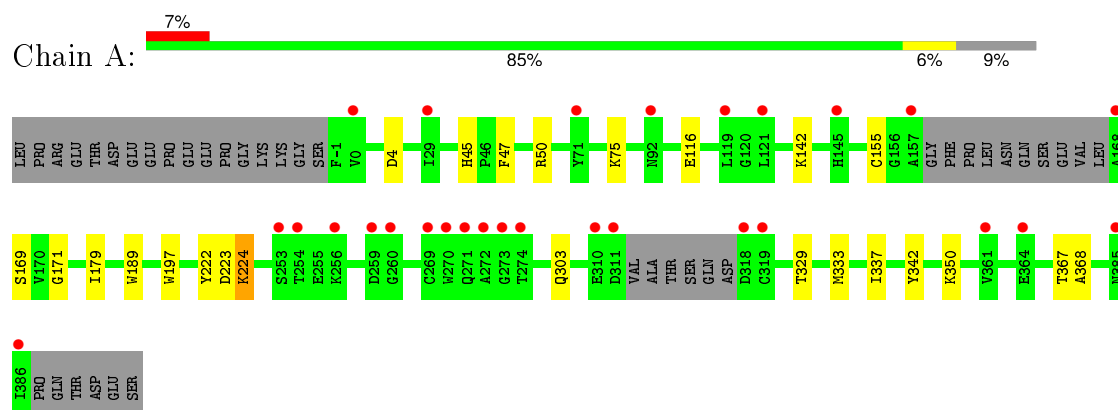 7%
Chain A:
85% 6% 9%
LEU PRO ARG GLU THR ASP GLU GLU PRO GLU GLU PRO GLY LYS LYS GLY SER F-1 V0 D4 I29 H45 P46 F47 R50 Y71 K75 N92 E116 L119 G120 L121 K142 H145 C155 G156 A157 GLY PHE PRO LEU ASN GLN SER GLU VAL LEU A168
S169 V170 G171 I179 W189 W197 Y222 D223 K224 S253 T254 E255 K256 D259 G260 C269 W270 Q271 A272 G273 T274 Q303 E310 D311 VAL ALA THR SER GLN ASP D318 C319 T329 M333 I337 Y342 K350 V361 E364 T367 A368 N385
I386 PRO GLN THR ASP GLU SER